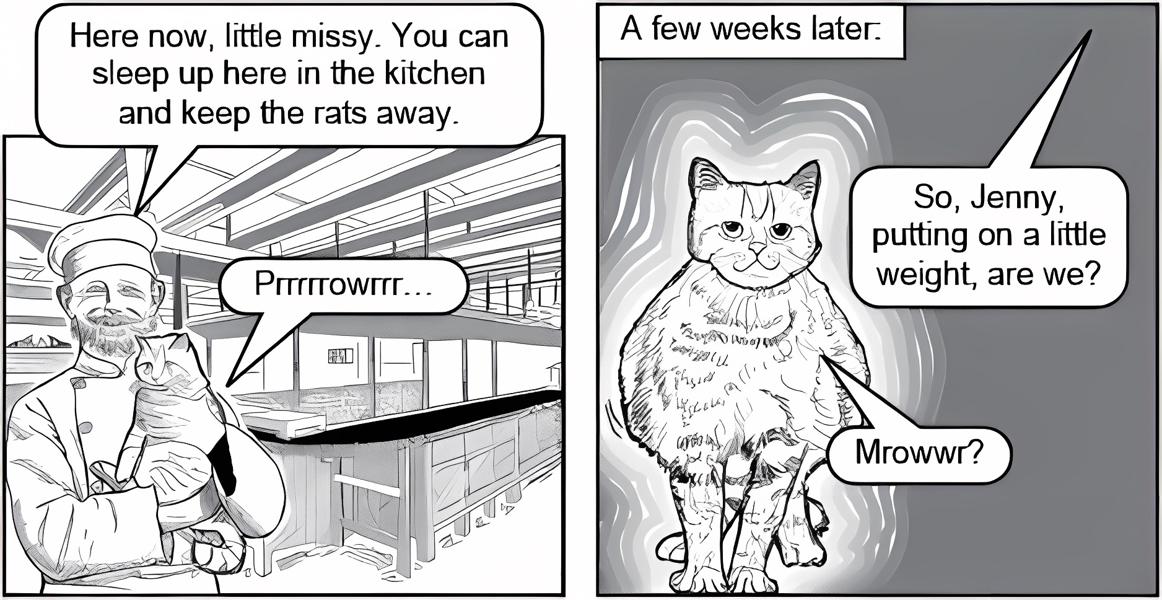 Here now, little missy. You can
sleep up here in the kitchen
and keep the rats away.
Prrrrrowrrr...
A few weeks later:
So, Jenny,
putting on a little
weight, are we?
Mrowwr?